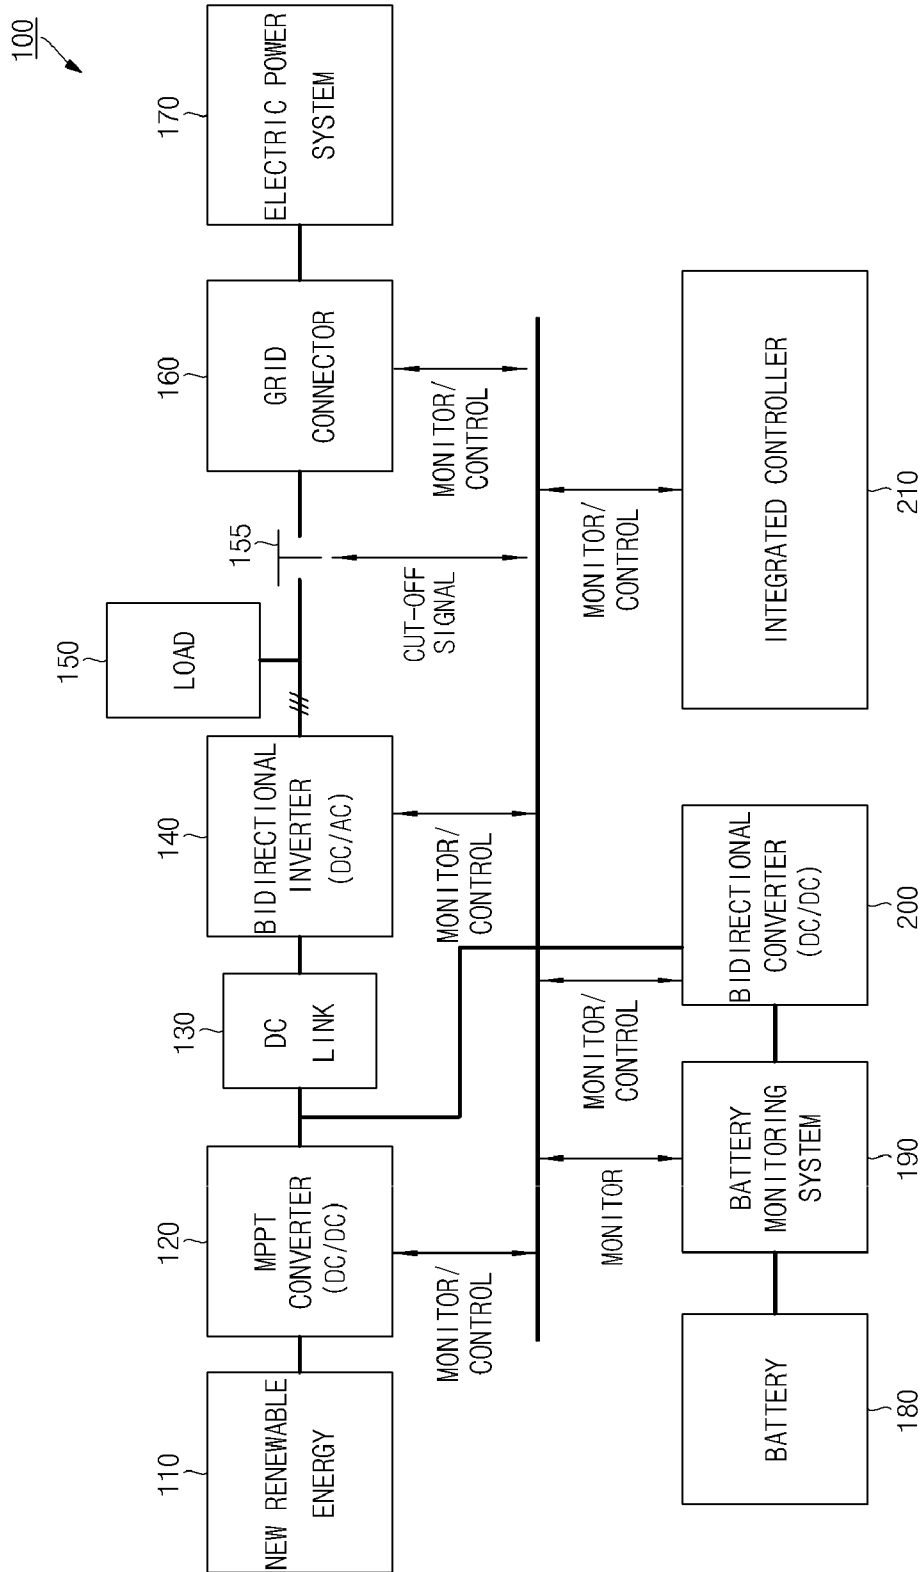 100
110
NEW RENEWABLE
ENERGY
120
MPPT
CONVERTER
(DC/DC)
130
DC
LINK
140
BIDIRECTIONAL
INVERTER
(DC/AC)
150
LOAD
155
160
GRID
CONNECTOR
170
ELECTRIC POWER
SYSTEM
MONITOR/
CONTROL
MONITOR/
CONTROL
CUT-OFF
SIGNAL
MONITOR/
CONTROL
MONITOR
MONITOR/
CONTROL
MONITOR/
CONTROL
BATTERY
180
BATTERY
MONITORING
SYSTEM
190
BIDIRECTIONAL
CONVERTER
(DC/DC)
200
INTEGRATED CONTROLLER
210